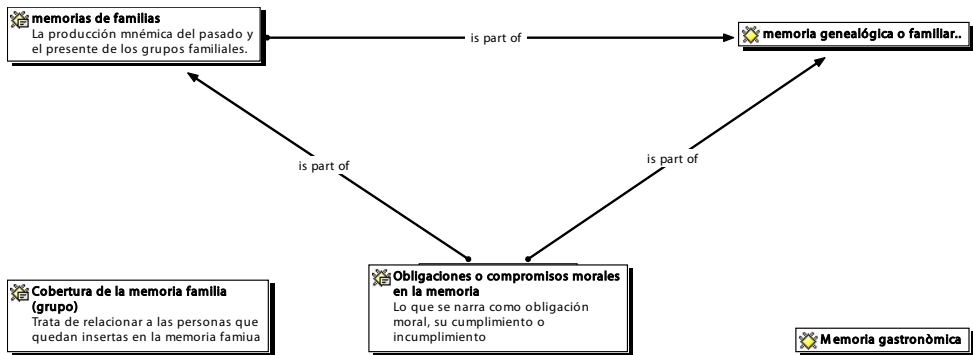 memorias de familias
La producción mnémica del pasado y
el presente de los grupos familiales.
is part of
memoria genealógica o familiar..
is part of
is part of
Cobertura de la memoria familia
(grupo)
Trata de relacionar a las personas que
quedan insertas en la memoria famiua
Obligaciones o compromisos morales
en la memoria
Lo que se narra como obligación
moral, su cumplimiento o
incumplimiento
Memoria gastronòmica